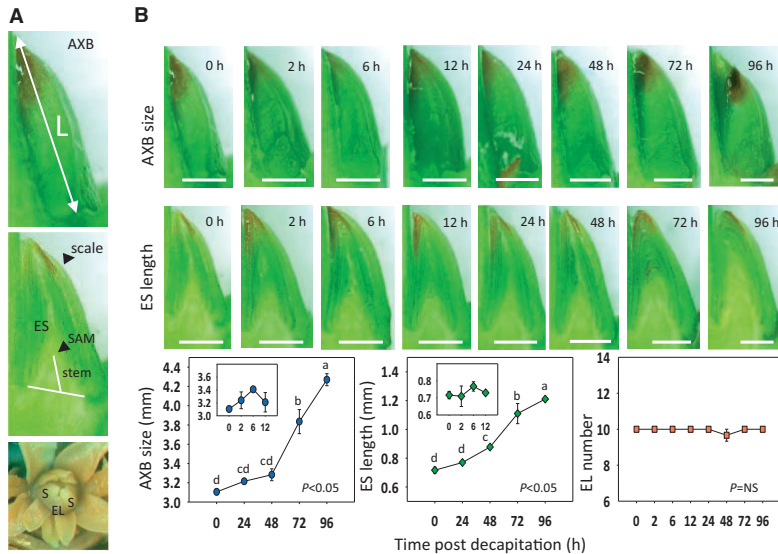 A
AXB
L
scale
ES
SAM
stem
S
S
EL
B
AXB size
0 h
2 h
6 h
12 h
24 h
48 h
72 h
96 h
ES length
0 h
2 h
6 h
12 h
24 h
48 h
72 h
96 h
AXB size (mm)
4.4
4.2
4.0
3.8
3.6
3.4
3.2
3.0
3.6
3.4
3.2
3.0
0 2 6 12
d
cd
cd
b
a
P<0.05
0 24 48 72 96
ES length (mm)
1.4
1.2
1.0
0.8
0.6
0.8
0.7
0.6
0 2 6 12
d
d
c
b
a
P<0.05
0 24 48 72 96
EL number
15
10
5
0
P=NS
0 2 6 12 24 48 72 96
Time post decapitation (h)